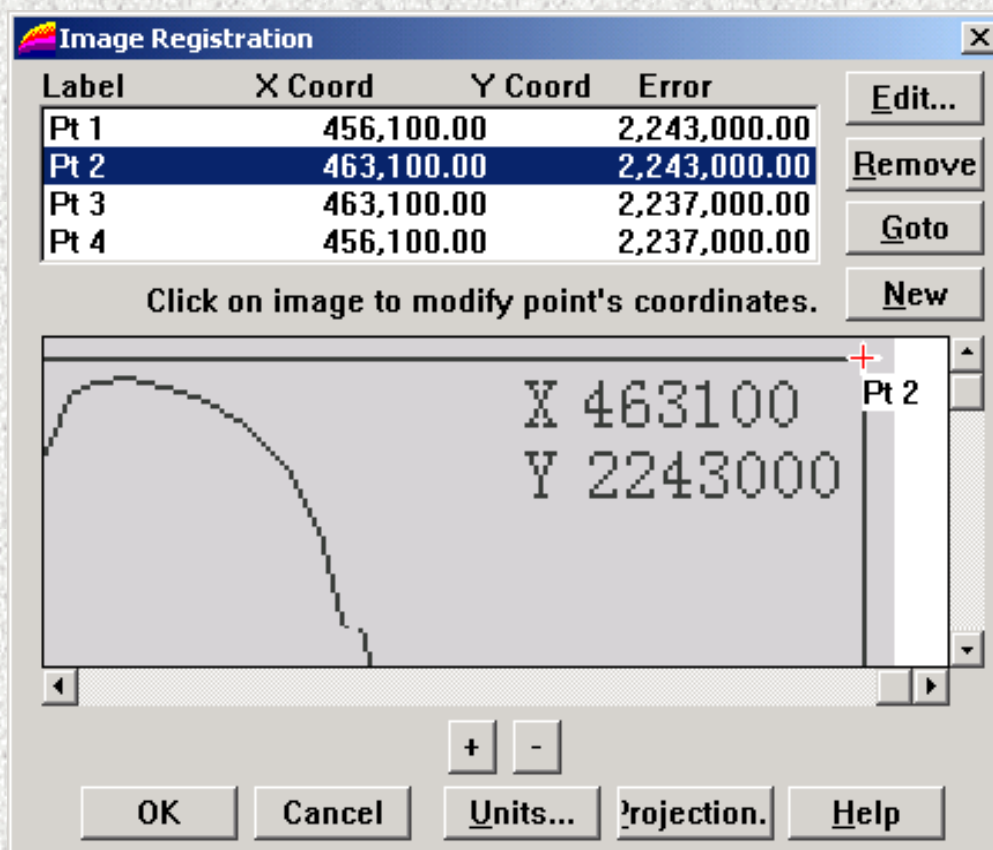 Image Registration
Label X Coord Y Coord Error
Edit...
Pt 1 456,100.00 2,243,000.00
Pt 2 463,100.00 2,243,000.00
Remove
Pt 3 463,100.00 2,237,000.00
Goto
Pt 4 456,100.00 2,237,000.00
New
Click on image to modify point's coordinates.
Pt 2
X 463100
Y 2243000
+ -
OK Cancel Units... Projection. Help